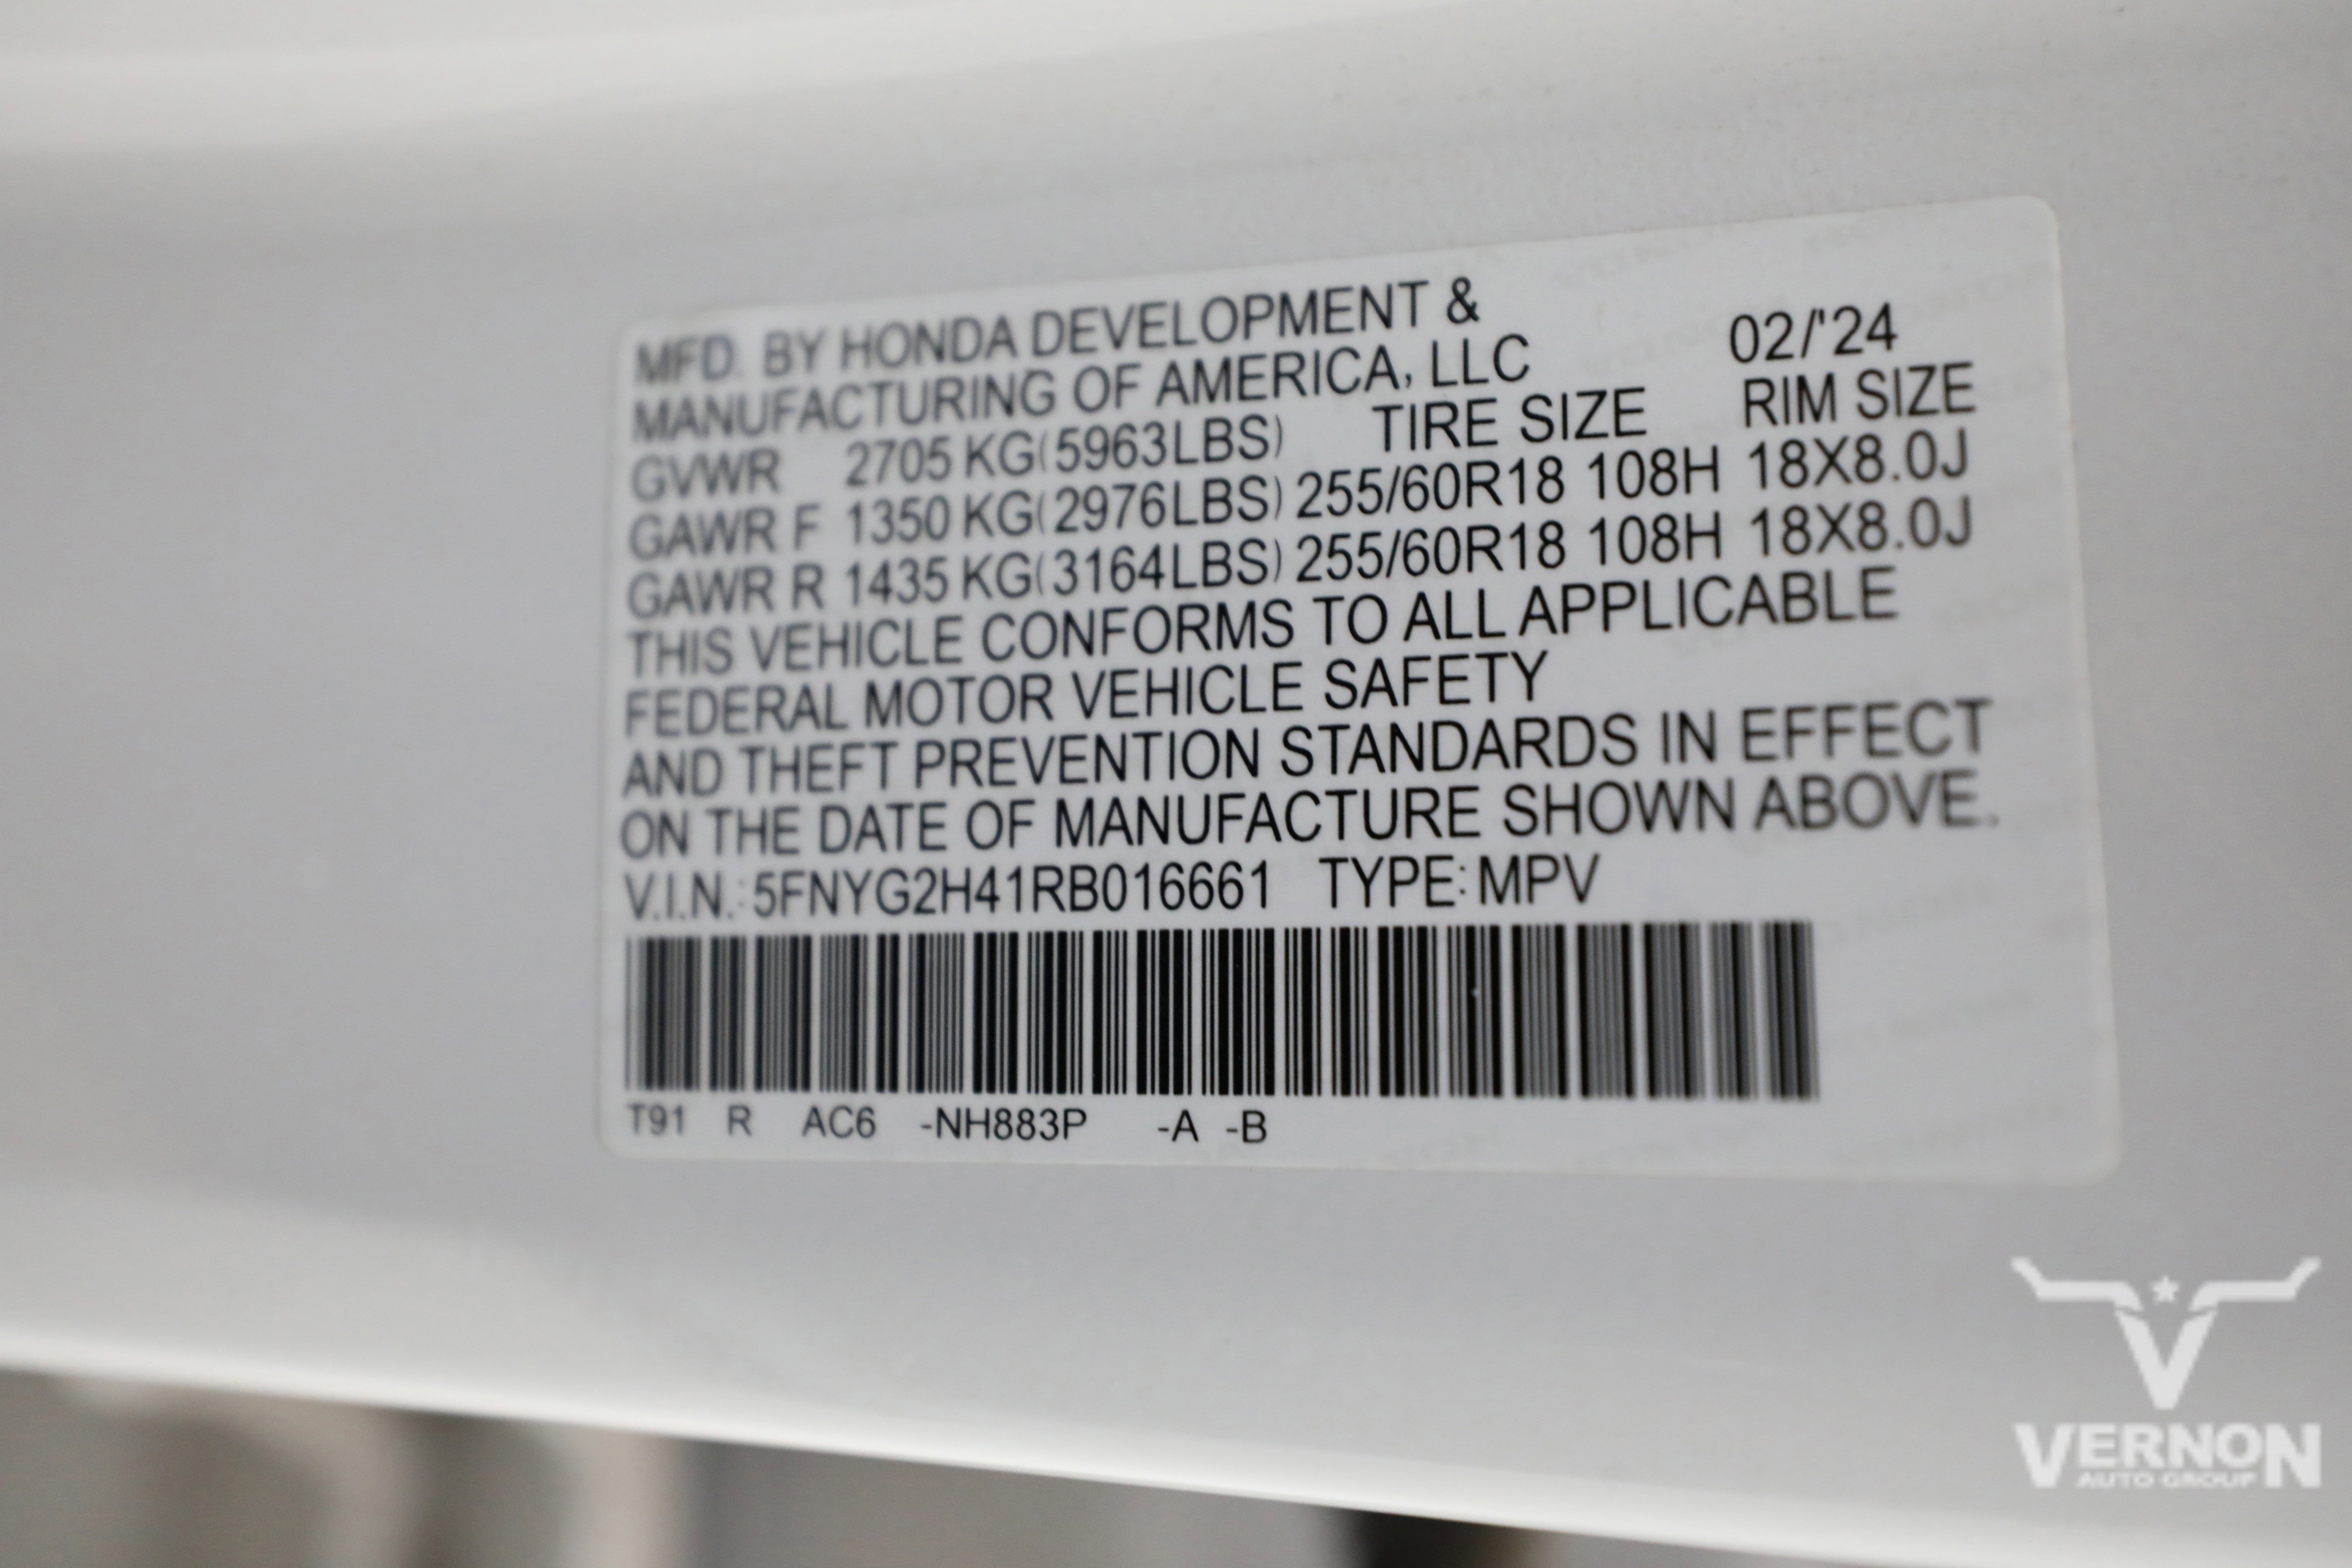 MFD. BY HONDA DEVELOPMENT &
MANUFACTURING OF AMERICA, LLC 02/'24
GVWR 2705 KG(5963LBS) TIRE SIZE RIM SIZE
GAWR F 1350 KG(2976LBS) 255/60R18 108H 18X8.0J
GAWR R 1435 KG(3164LBS) 255/60R18 108H 18X8.0J
THIS VEHICLE CONFORMS TO ALL APPLICABLE
FEDERAL MOTOR VEHICLE SAFETY
AND THEFT PREVENTION STANDARDS IN EFFECT
ON THE DATE OF MANUFACTURE SHOWN ABOVE.
V.I.N.: 5FNYG2H41RB016661 TYPE: MPV
T91 R AC6 -NH883P -A -B
V
VERNON
AUTO GROUP